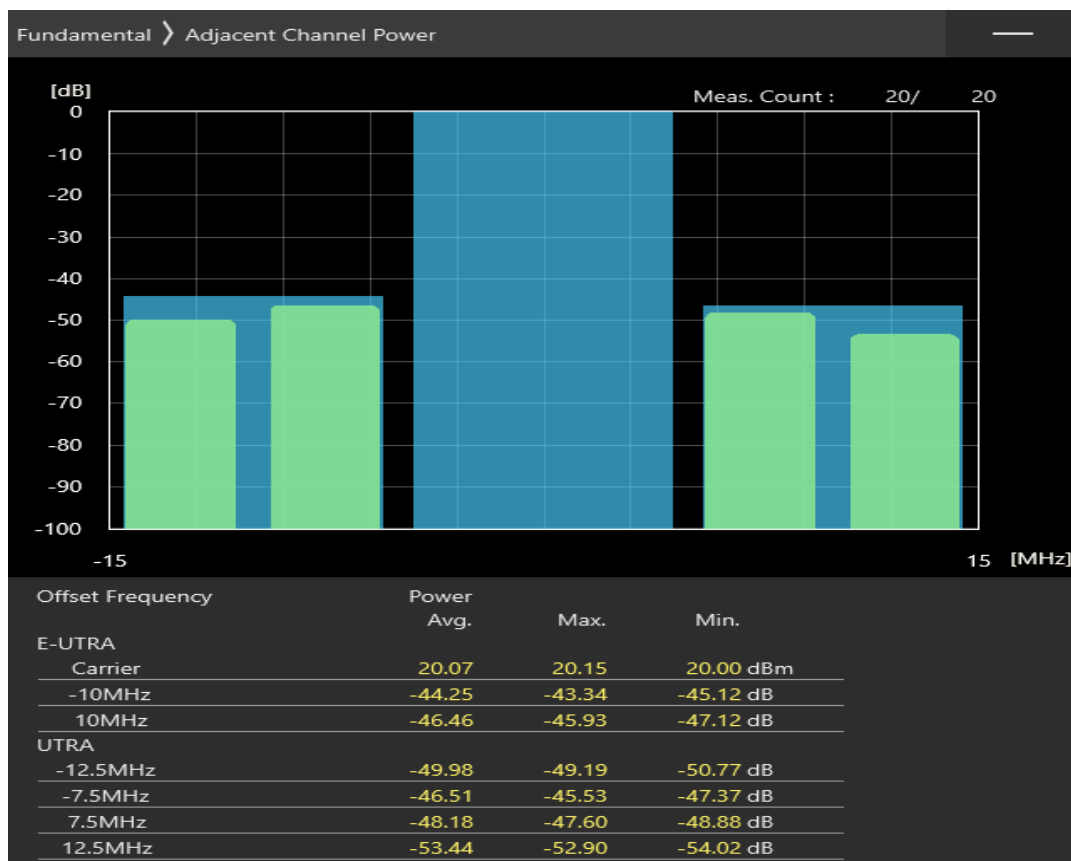 Fundamental ❯ Adjacent Channel Power
[dB]
Meas. Count : 20/ 20
0
-10
-20
-30
-40
-50
-60
-70
-80
-90
-100
-15 15 [MHz]
Offset Frequency Power
Avg. Max. Min.
E-UTRA
Carrier 20.07 20.15 20.00 dBm
-10MHz -44.25 -43.34 -45.12 dB
10MHz -46.46 -45.93 -47.12 dB
UTRA
-12.5MHz -49.98 -49.19 -50.77 dB
-7.5MHz -46.51 -45.53 -47.37 dB
7.5MHz -48.18 -47.60 -48.88 dB
12.5MHz -53.44 -52.90 -54.02 dB